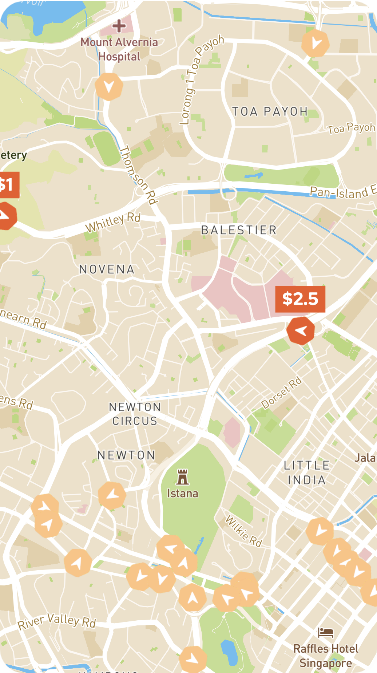 Mount Alvernia
Hospital
Lorong 1 Toa Payoh
TOA PAYOH
Toa Payoh
etery
Thomson Rd
$1
Pan-Island E
Whitley Rd
BALESTIER
NOVENA
$2.5
nearn Rd
Dorset Rd
ens Rd
NEWTON
CIRCUS
NEWTON
Jala
LITTLE
INDIA
Istana
Wilkie Rd
River Valley Rd
Raffles Hotel
Singapore